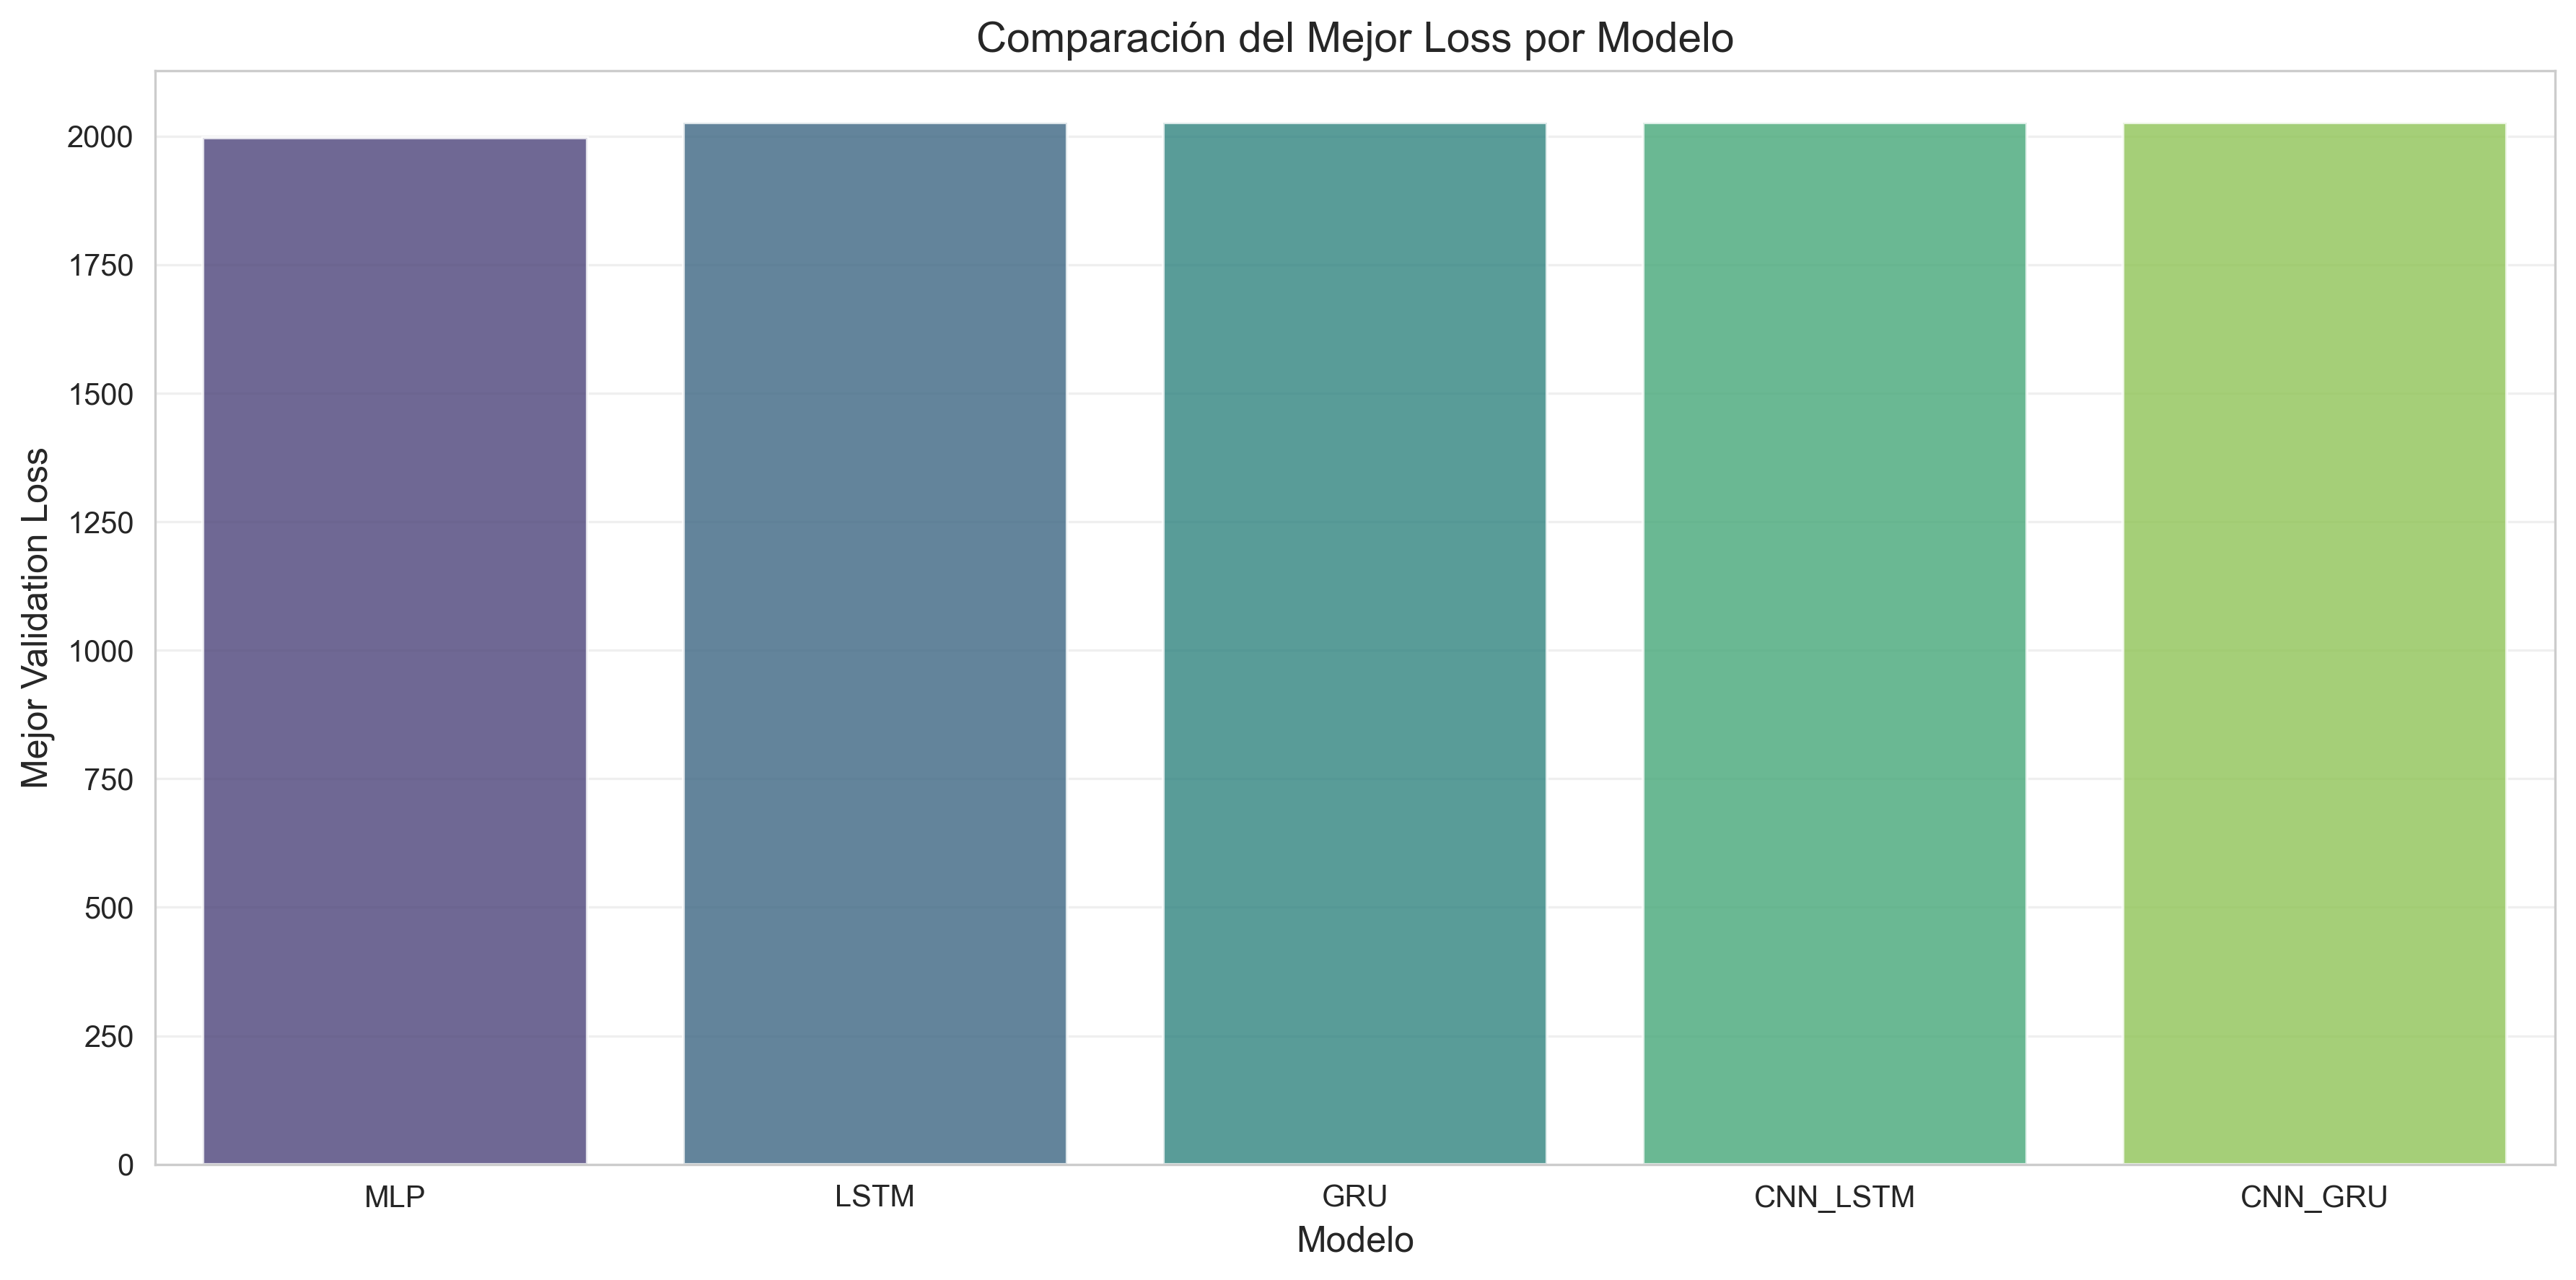 Comparación del Mejor Loss por Modelo
Mejor Validation Loss
2000
1750
1500
1250
1000
750
500
250
0
MLP LSTM GRU CNN_LSTM CNN_GRU
Modelo